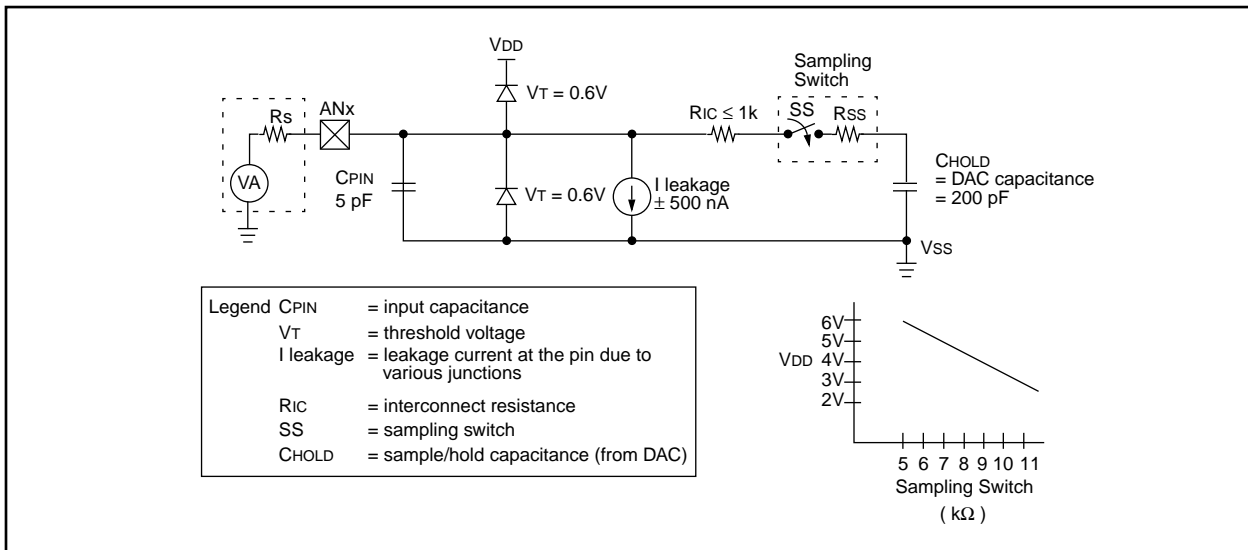 VDD
Sampling
Switch
VT = 0.6V
ANx
RS
RIC ≤ 1k
SS
RSS
VA
CPIN
5 pF
VT = 0.6V
I leakage
± 500 nA
CHOLD
= DAC capacitance
= 200 pF
VSS
Legend CPIN = input capacitance
VT = threshold voltage
I leakage = leakage current at the pin due to
various junctions
RIC = interconnect resistance
SS = sampling switch
CHOLD = sample/hold capacitance (from DAC)
6V
5V
VDD 4V
3V
2V
5 6 7 8 9 10 11
Sampling Switch
( kΩ )